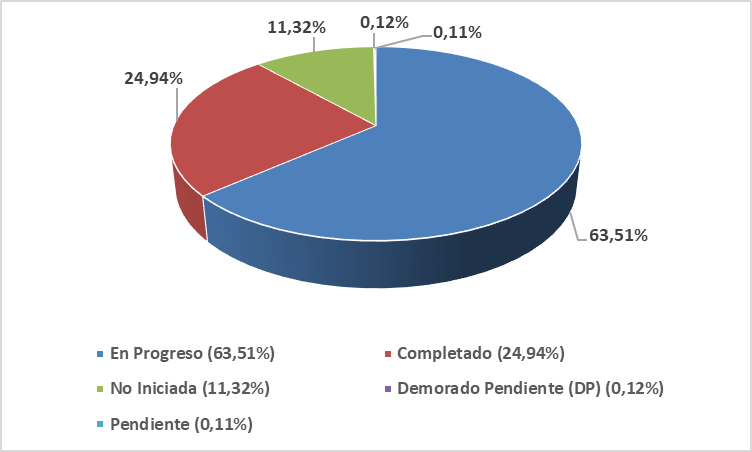 0,12%
11,32%
0,11%
24,94%
63,51%
En Progreso (63,51%)
Completado (24,94%)
No Iniciada (11,32%)
Demorado Pendiente (DP) (0,12%)
Pendiente (0,11%)